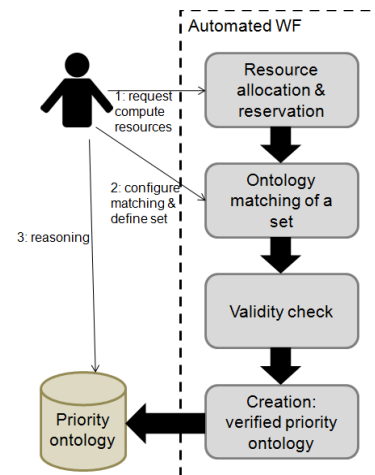 Automated WF
Resource
allocation &
reservation
1: request
compute
resources
Ontology
matching of a
set
2: configure
matching &
define set
3: reasoning
Validity check
Creation:
verified priority
ontology
Priority
ontology